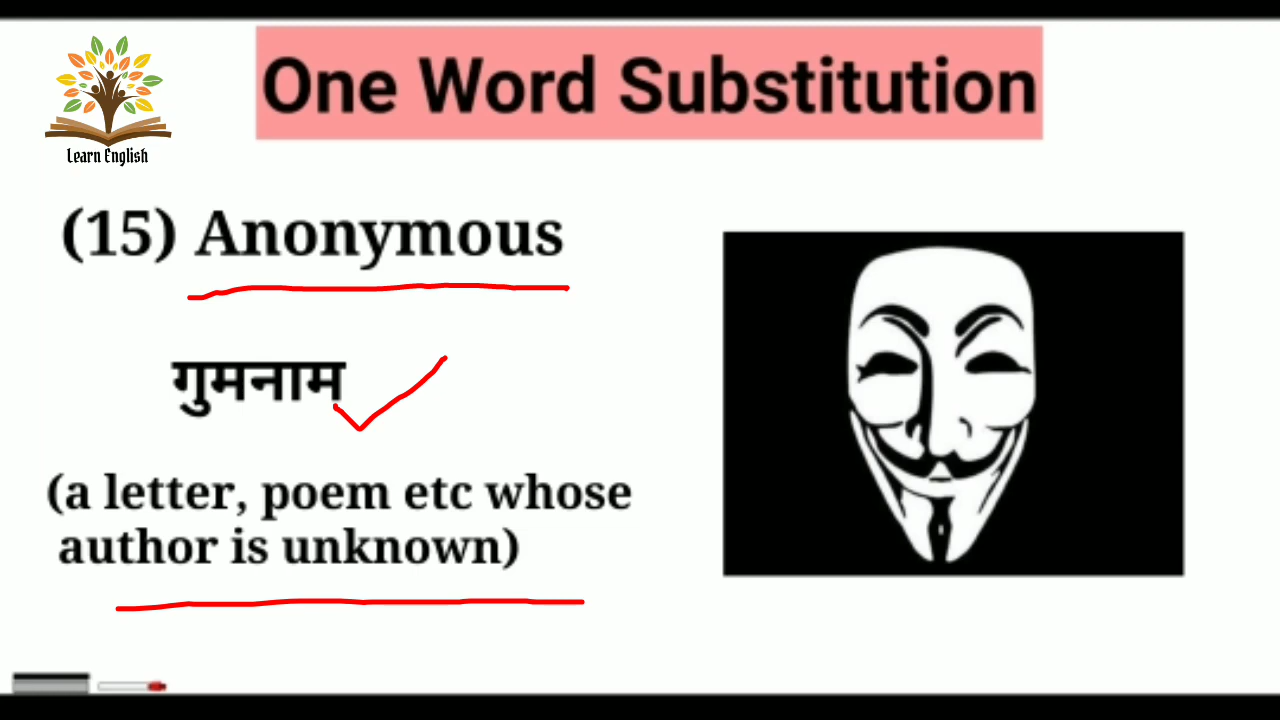 One Word Substitution
Learn English
(15) Anonymous
गुमनाम
(a letter, poem etc whose
author is unknown)